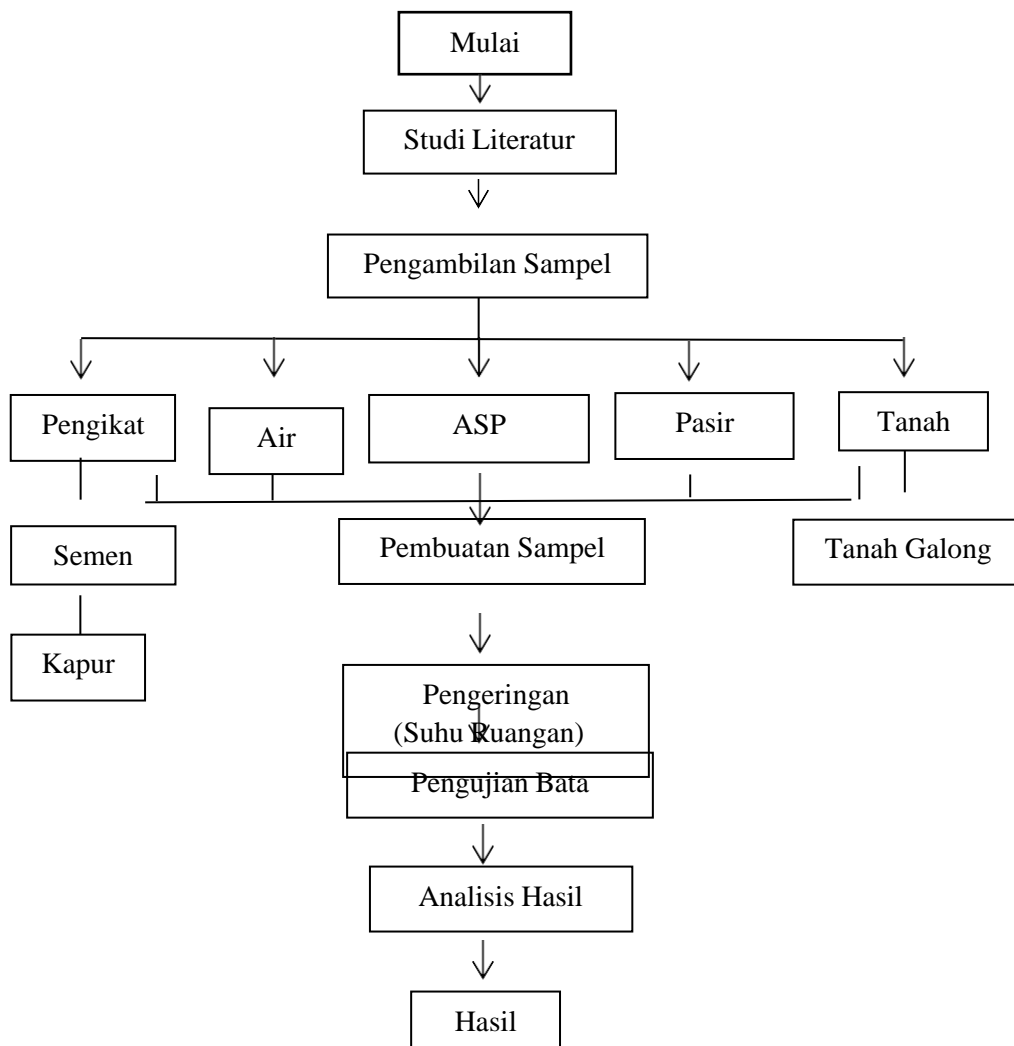 Mulai
Studi Literatur
Pengambilan Sampel
Pengikat
Air
ASP
Pasir
Tanah
Semen
Pembuatan Sampel
Tanah Galong
Kapur
Pengeringan
(Suhu Ruangan)
Pengujian Bata
Analisis Hasil
Hasil